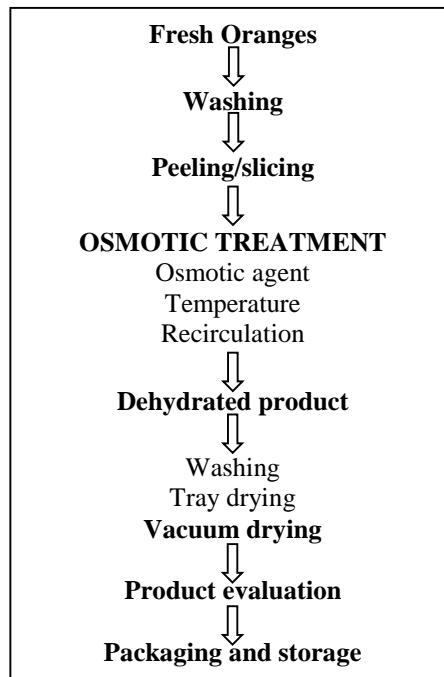 Fresh Oranges
Washing
Peeling/slicing
OSMOTIC TREATMENT
Osmotic agent
Temperature
Recirculation
Dehydrated product
Washing
Tray drying
Vacuum drying
Product evaluation
Packaging and storage